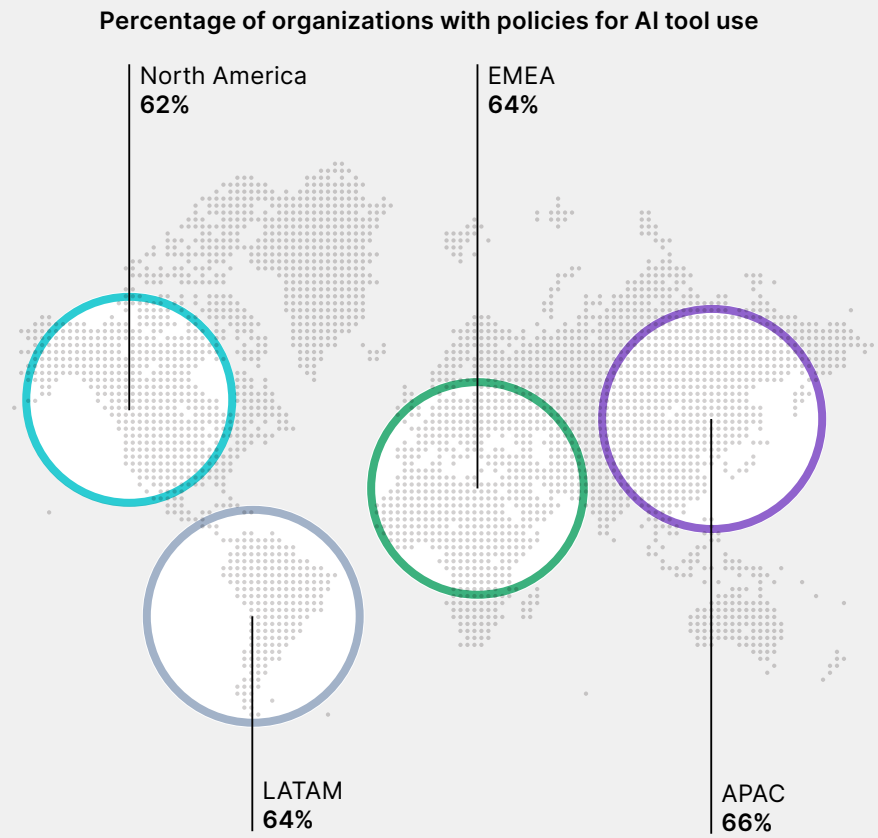 Percentage of organizations with policies for AI tool use
North America
62%
EMEA
64%
LATAM
64%
APAC
66%